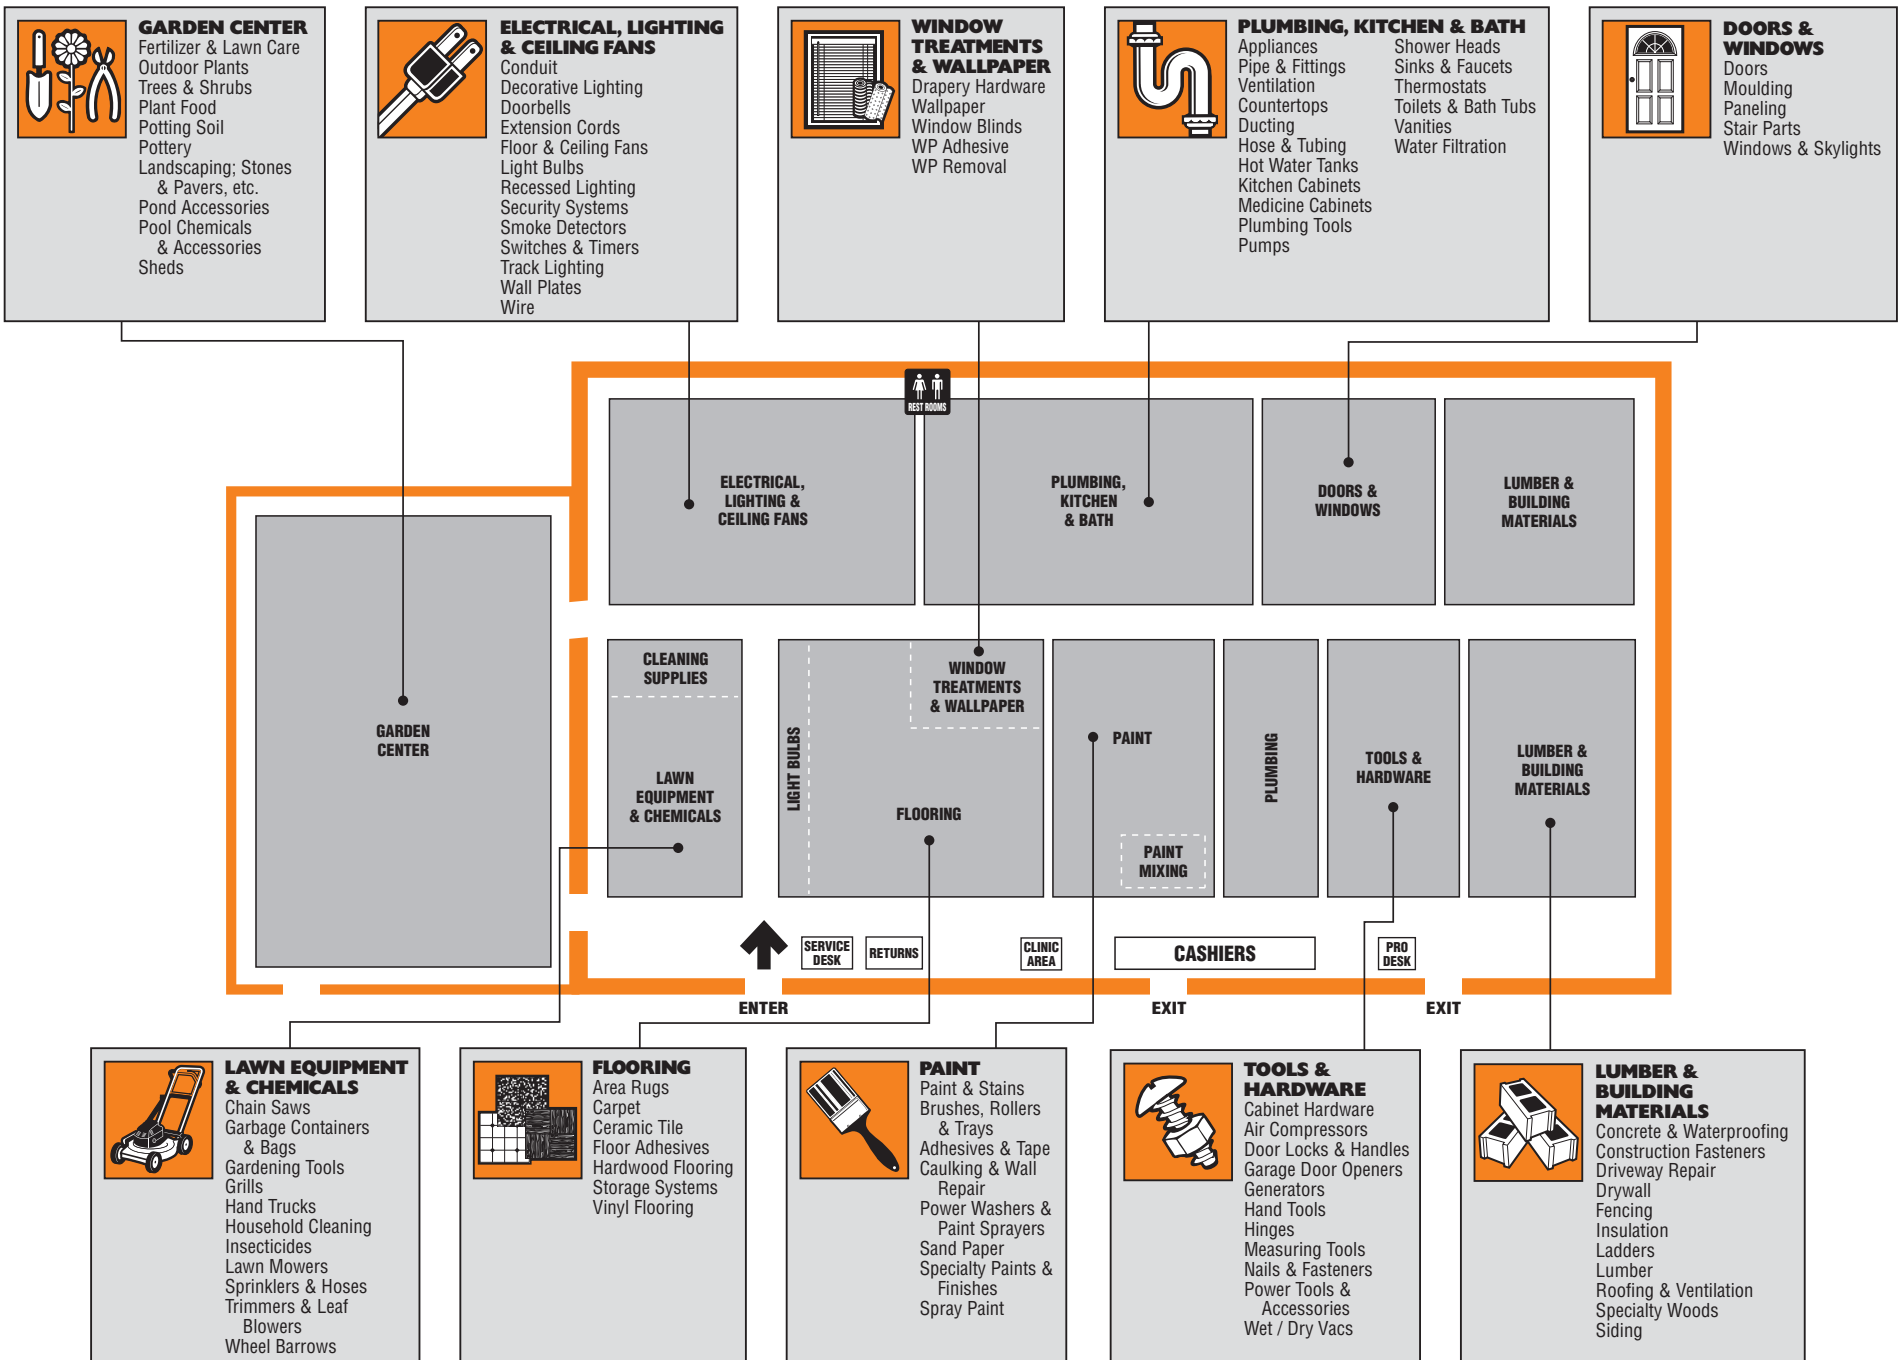 GARDEN CENTER
Fertilizer & Lawn Care
Outdoor Plants
Trees & Shrubs
Plant Food
Potting Soil
Pottery
Landscaping; Stones
& Pavers, etc.
Pond Accessories
Pool Chemicals
& Accessories
Sheds
ELECTRICAL, LIGHTING
& CEILING FANS
Conduit
Decorative Lighting
Doorbells
Extension Cords
Floor & Ceiling Fans
Light Bulbs
Recessed Lighting
Security Systems
Smoke Detectors
Switches & Timers
Track Lighting
Wall Plates
Wire
WINDOW
TREATMENTS
& WALLPAPER
Drapery Hardware
Wallpaper
Window Blinds
WP Adhesive
WP Removal
PLUMBING, KITCHEN & BATH
Appliances
Pipe & Fittings
Ventilation
Countertops
Ducting
Hose & Tubing
Hot Water Tanks
Kitchen Cabinets
Medicine Cabinets
Plumbing Tools
Pumps
Shower Heads
Sinks & Faucets
Thermostats
Toilets & Bath Tubs
Vanities
Water Filtration
DOORS &
WINDOWS
Doors
Moulding
Paneling
Stair Parts
Windows & Skylights
REST ROOMS
ELECTRICAL,
LIGHTING &
CEILING FANS
PLUMBING,
KITCHEN
& BATH
DOORS &
WINDOWS
LUMBER &
BUILDING
MATERIALS
GARDEN
CENTER
CLEANING
SUPPLIES
LAWN
EQUIPMENT
& CHEMICALS
LIGHT BULBS
WINDOW
TREATMENTS
& WALLPAPER
FLOORING
PAINT
PAINT
MIXING
PLUMBING
TOOLS &
HARDWARE
LUMBER &
BUILDING
MATERIALS
SERVICE
DESK
RETURNS
CLINIC
AREA
CASHIERS
PRO
DESK
ENTER
EXIT
EXIT
LAWN EQUIPMENT
& CHEMICALS
Chain Saws
Garbage Containers
& Bags
Gardening Tools
Grills
Hand Trucks
Household Cleaning
Insecticides
Lawn Mowers
Sprinklers & Hoses
Trimmers & Leaf
Blowers
Wheel Barrows
FLOORING
Area Rugs
Carpet
Ceramic Tile
Floor Adhesives
Hardwood Flooring
Storage Systems
Vinyl Flooring
PAINT
Paint & Stains
Brushes, Rollers
& Trays
Adhesives & Tape
Caulking & Wall
Repair
Power Washers &
Paint Sprayers
Sand Paper
Specialty Paints &
Finishes
Spray Paint
TOOLS &
HARDWARE
Cabinet Hardware
Air Compressors
Door Locks & Handles
Garage Door Openers
Generators
Hand Tools
Hinges
Measuring Tools
Nails & Fasteners
Power Tools &
Accessories
Wet / Dry Vacs
LUMBER &
BUILDING
MATERIALS
Concrete & Waterproofing
Construction Fasteners
Driveway Repair
Drywall
Fencing
Insulation
Ladders
Lumber
Roofing & Ventilation
Specialty Woods
Siding